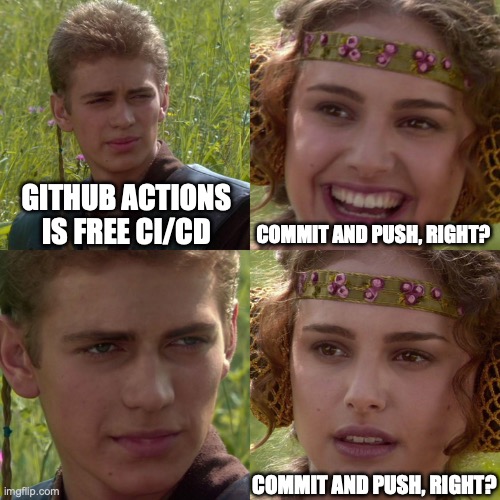 GITHUB ACTIONS
IS FREE CI/CD
COMMIT AND PUSH, RIGHT?
COMMIT AND PUSH, RIGHT?
imgflip.com